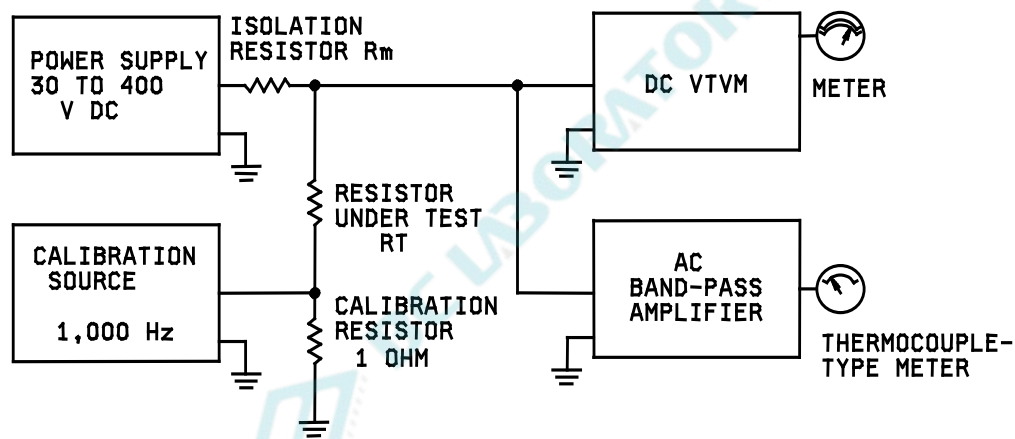 ISOLATION
RESISTOR Rm
POWER SUPPLY
30 TO 400
V DC
DC VTVM
METER
RESISTOR
UNDER TEST
RT
CALIBRATION
SOURCE
1,000 Hz
CALIBRATION
RESISTOR
1 OHM
AC
BAND-PASS
AMPLIFIER
THERMOCOUPLE-
TYPE METER